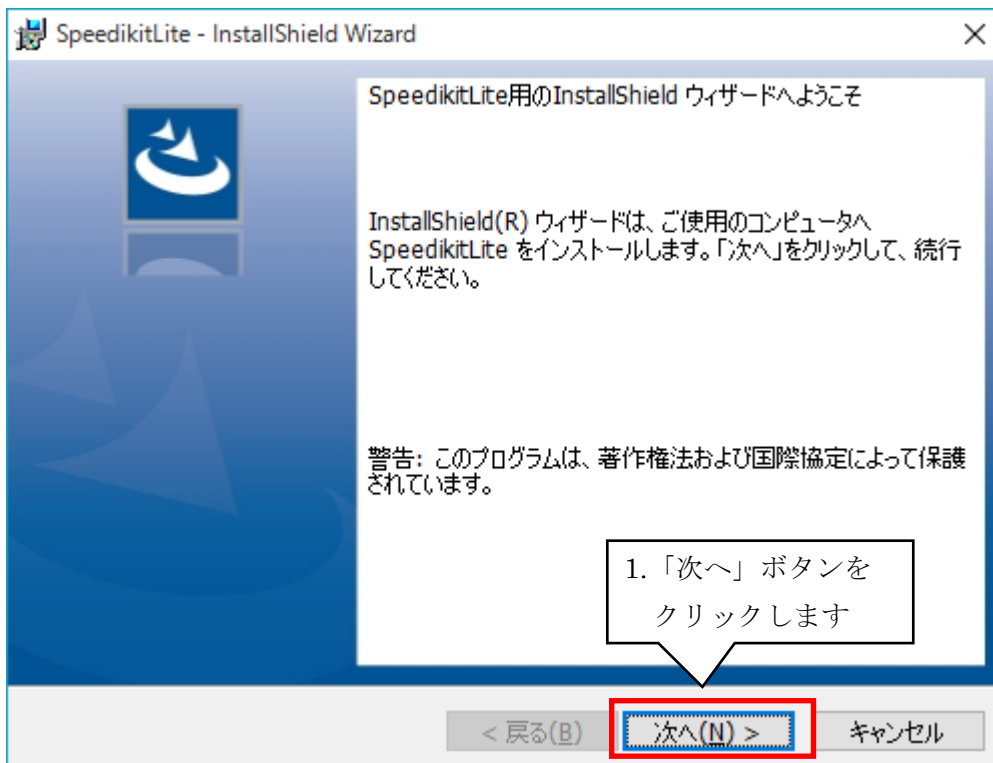 SpeedikitLite - InstallShield Wizard
SpeedikitLite用のInstallShield ウィザードへようこそ
InstallShield(R) ウィザードは、ご使用のコンピュータへ
SpeedikitLite をインストールします。「次へ」をクリックして、続行
してください。
警告: このプログラムは、著作権法および国際協定によって保護
されています。
1.「次へ」ボタンを
クリックします
< 戻る(B)
次へ(N) >
キャンセル